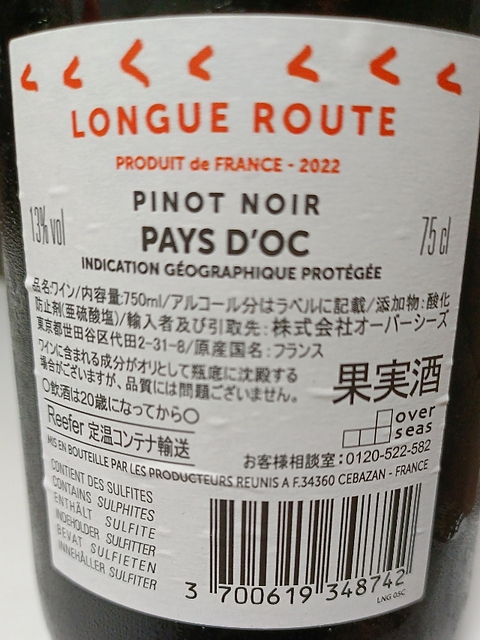 LONGUE ROUTE
PRODUIT de FRANCE - 2022
PINOT NOIR
13% vol
PAYS D'OC
75 cl
INDICATION GÉOGRAPHIQUE PROTÉGÉE
品名:ワイン/内容量:750ml/アルコール分はラベルに記載/添加物:酸化
防止剤(亜硫酸塩)/輸入者及び引取先:株式会社オーバーシーズ
東京都世田谷区代田2-31-8/原産国名:フランス
ワインに含まれる成分がオリとして瓶底に沈殿する
場合がございますが、品質には問題ございません。
〇飲酒は20歳になってから〇
果実酒
Reefer 定温コンテナ輸送
over
seas
お客様相談室:0120-522-582
MIS EN BOUTEILLE PAR LES PRODUCTEURS REUNIS A F.34360 CEBAZAN - FRANCE
CONTIENT DES SULFITES
CONTAINS SULPHITES
ENTHÄLT SULFITE
INDEHOLDER SULFITTER
BEVAT SULFIETEN
INNEHÅLLER SULFITER
3 700619 348742
LNG 05C